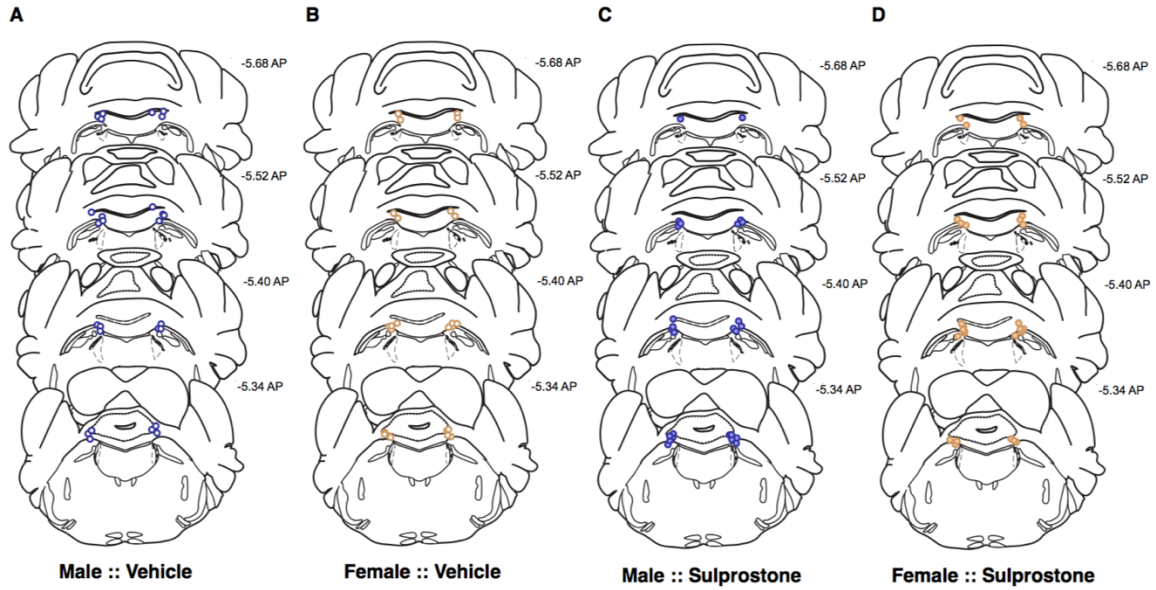 A
B
C
D
-5.68 AP
-5.68 AP
-5.68 AP
-5.68 AP
-5.52 AP
-5.52 AP
-5.52 AP
-5.52 AP
-5.40 AP
-5.40 AP
-5.40 AP
-5.40 AP
-5.34 AP
-5.34 AP
-5.34 AP
-5.34 AP
Male :: Vehicle
Female :: Vehicle
Male :: Sulprostone
Female :: Sulprostone